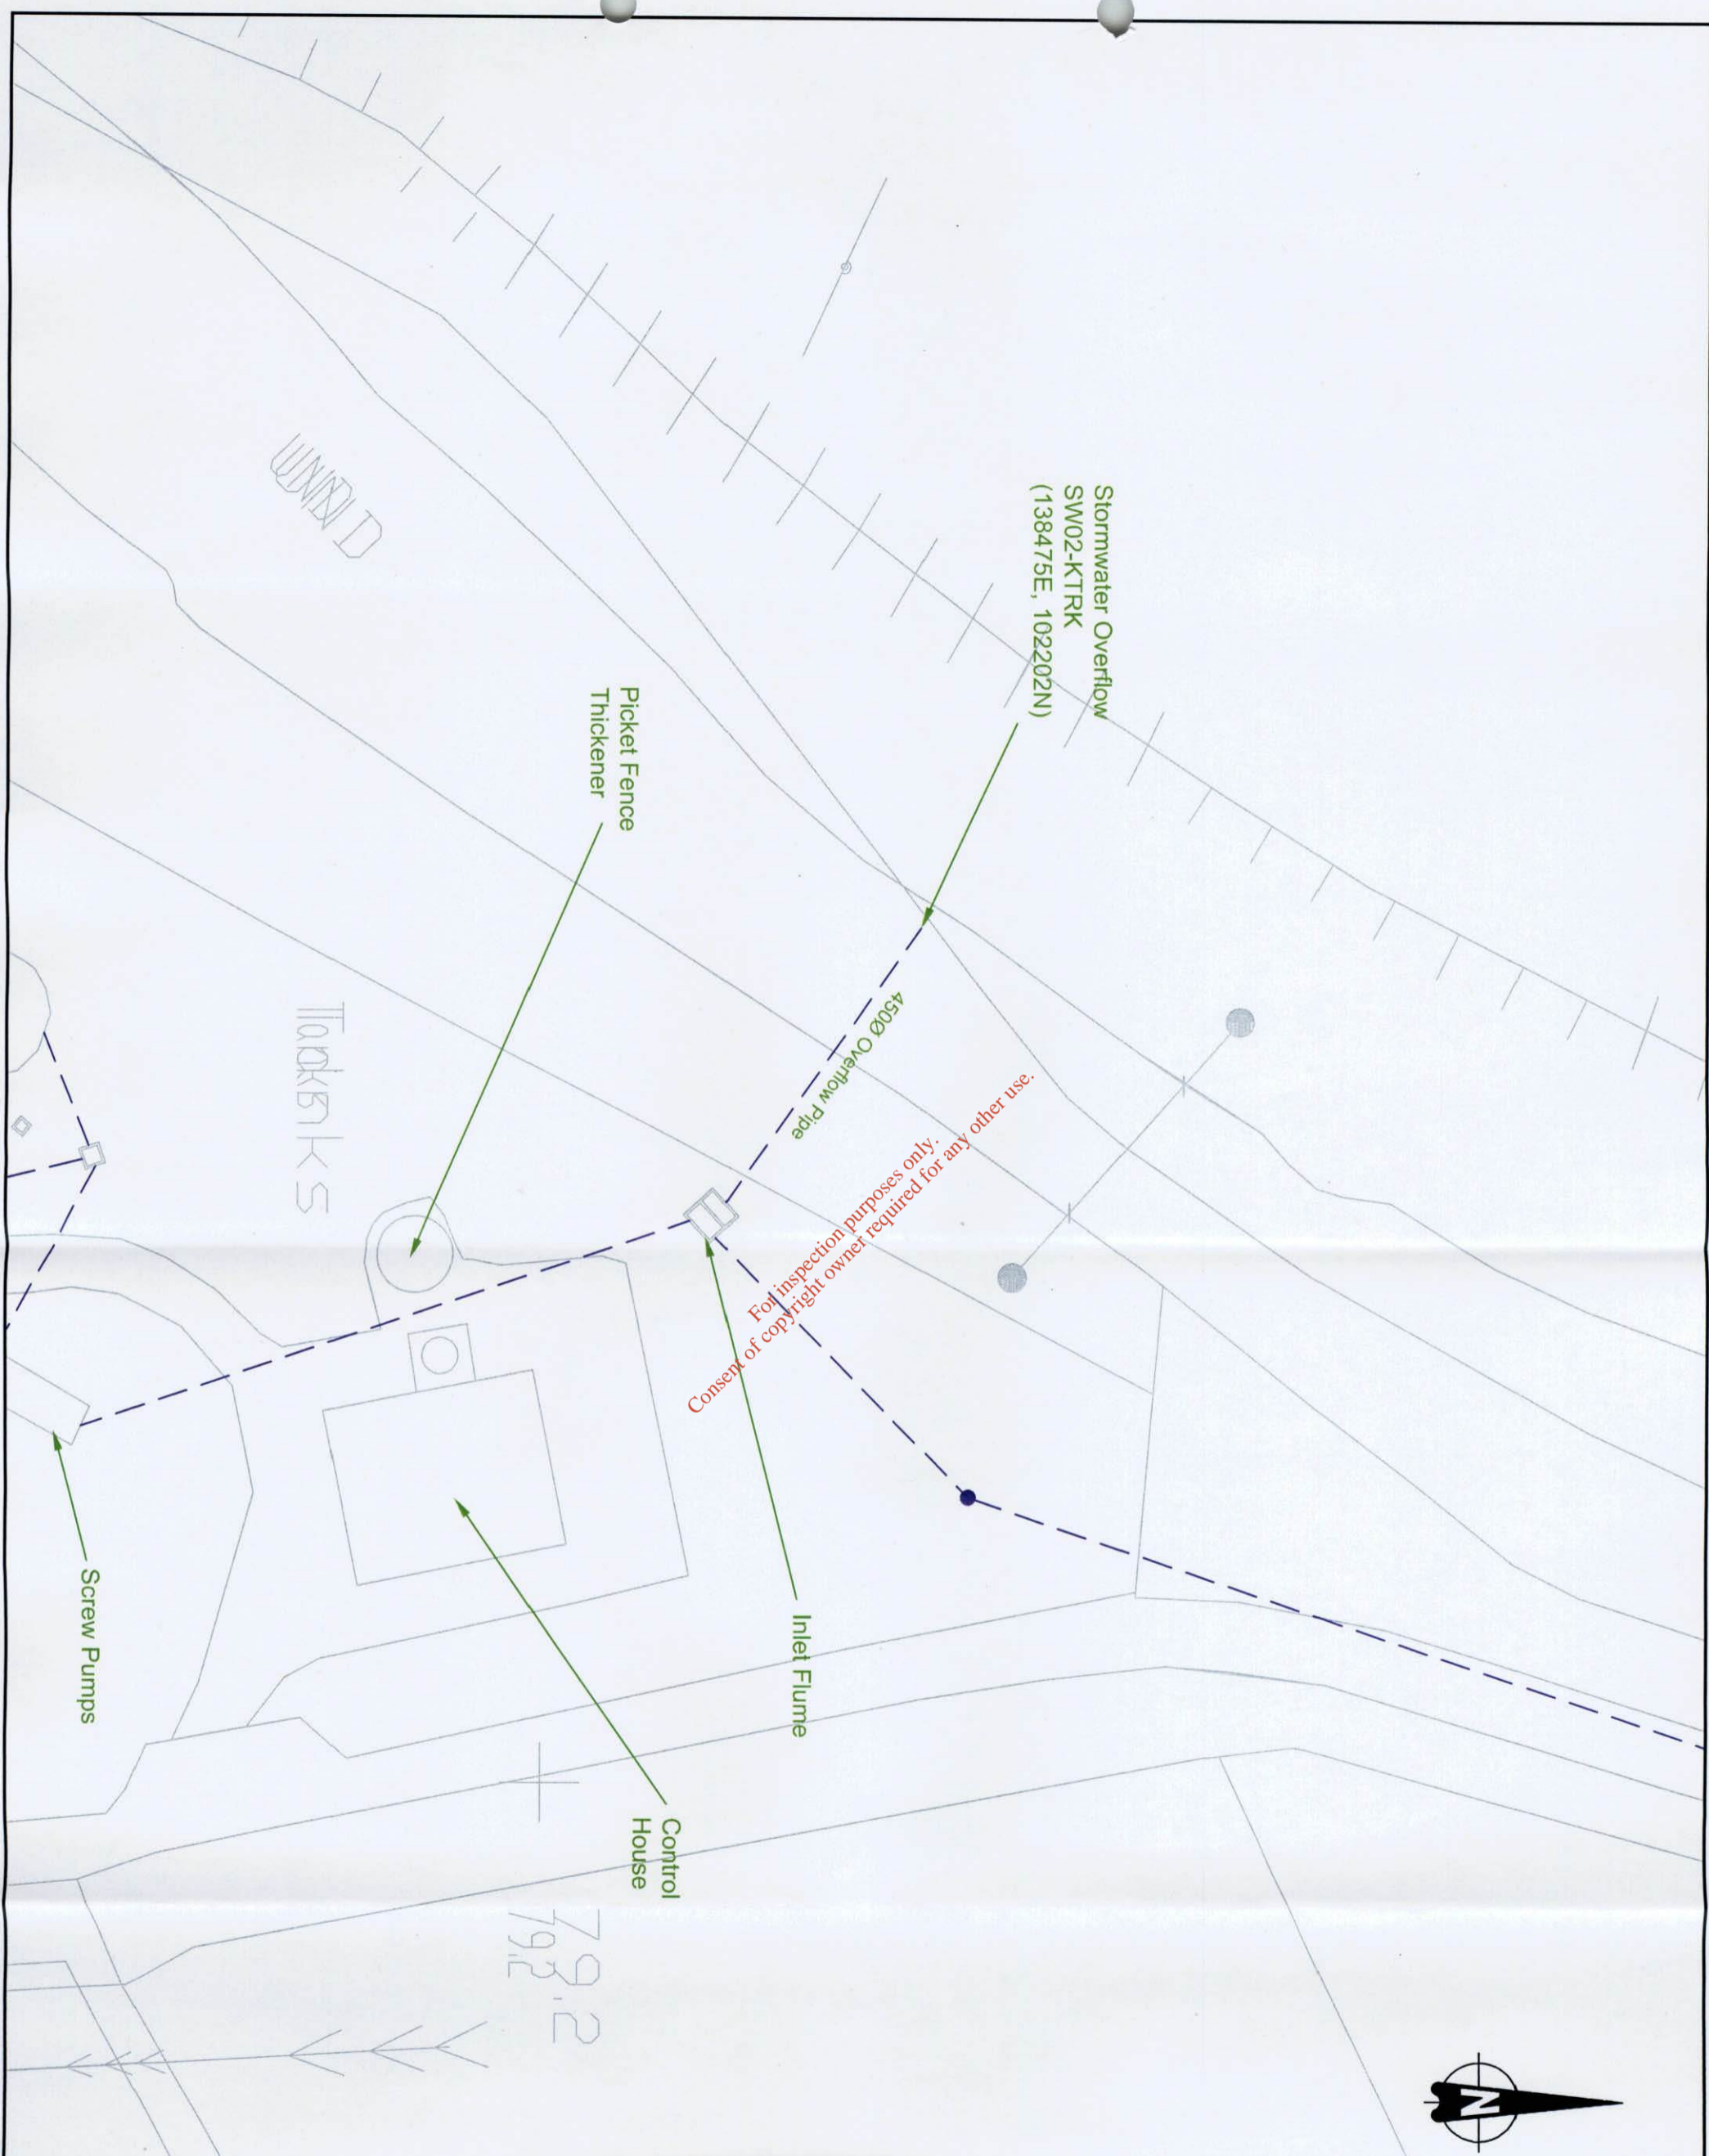 Stormwater Overflow
SW02-KTRK
(138475E, 102202N)
450Ø Overflow Pipe
Picket Fence
Thickener
Inlet Flume
Control
House
Screw Pumps
79.2
79.2
N
For inspection purposes only.
Consent of copyright owner required for any other use.